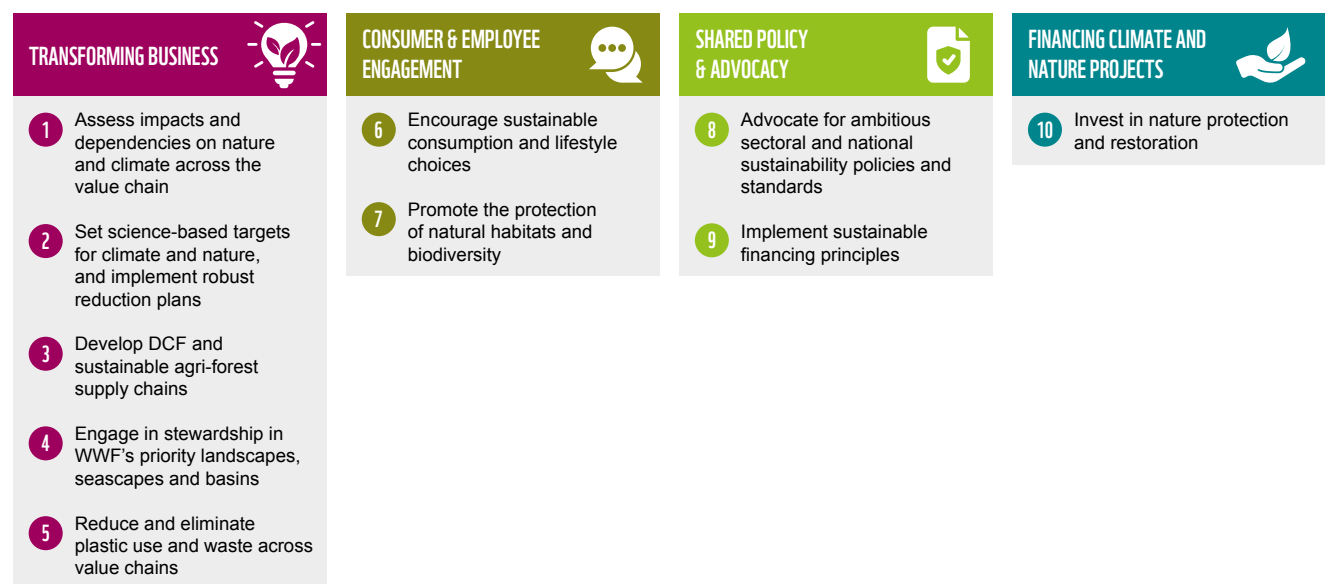 TRANSFORMING BUSINESS
1
Assess impacts and
dependencies on nature
and climate across the
value chain
2
Set science-based targets
for climate and nature,
and implement robust
reduction plans
3
Develop DCF and
sustainable agri-forest
supply chains
4
Engage in stewardship in
WWF’s priority landscapes,
seascapes and basins
5
Reduce and eliminate
plastic use and waste across
value chains
CONSUMER & EMPLOYEE
ENGAGEMENT
6
Encourage sustainable
consumption and lifestyle
choices
7
Promote the protection
of natural habitats and
biodiversity
SHARED POLICY
& ADVOCACY
8
Advocate for ambitious
sectoral and national
sustainability policies and
standards
9
Implement sustainable
financing principles
FINANCING CLIMATE AND
NATURE PROJECTS
10
Invest in nature protection
and restoration